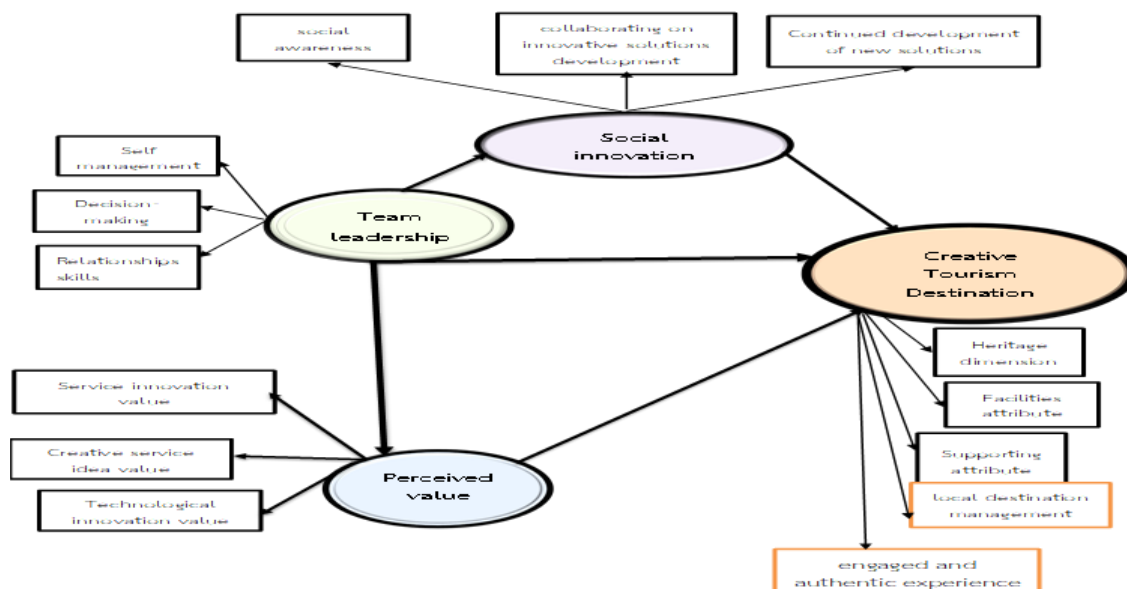 social
awareness
collaborating on
innovative solutions
development
Continued development
of new solutions
Social
innovation
Self
management
Decision-
making
Relationships
skills
Team
leadership
Creative
Tourism
Destination
Heritage
dimension
Facilities
attribute
Supporting
attribute
local destination
management
engaged and
authentic experience
Service innovation
value
Creative service
idea value
Technological
innovation value
Perceived
value